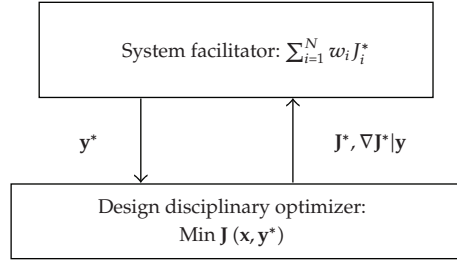 System facilitator: ∑_{i=1}^{N} w_i J_i^*
y* J*, ∇J*|y
Design disciplinary optimizer:
Min J (x, y*)